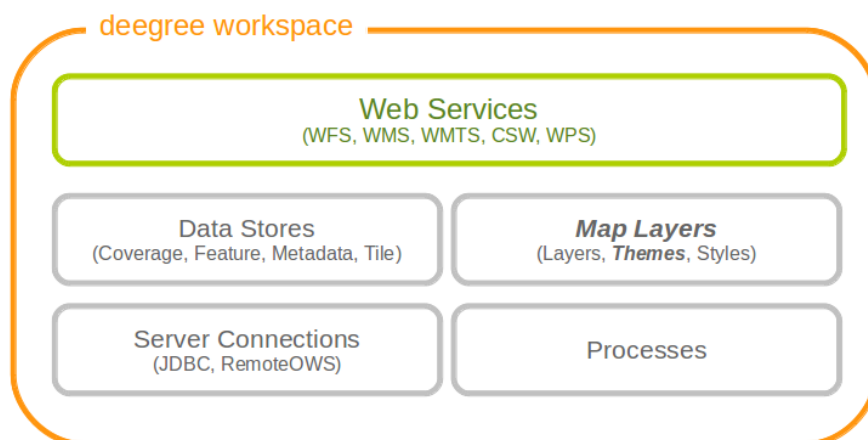 deegree workspace
Web Services
(WFS, WMS, WMTS, CSW, WPS)
Data Stores
(Coverage, Feature, Metadata, Tile)
Map Layers
(Layers, Themes, Styles)
Server Connections
(JDBC, RemoteOWS)
Processes